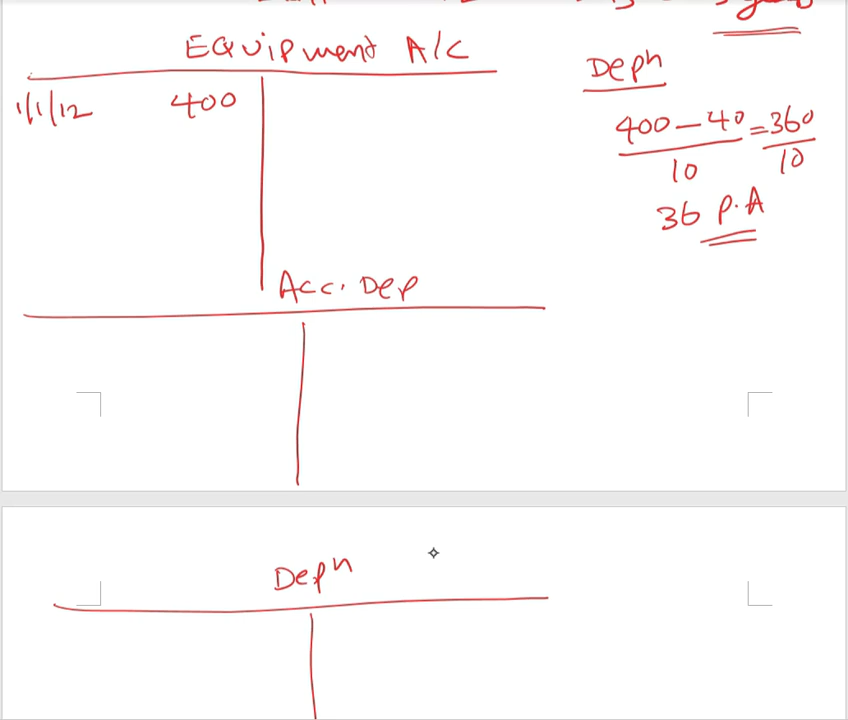 Equipment A/C
1/1/12 400
Acc. Dep
Deph
400 - 40 = 360
10 10
36 P.A
Deph